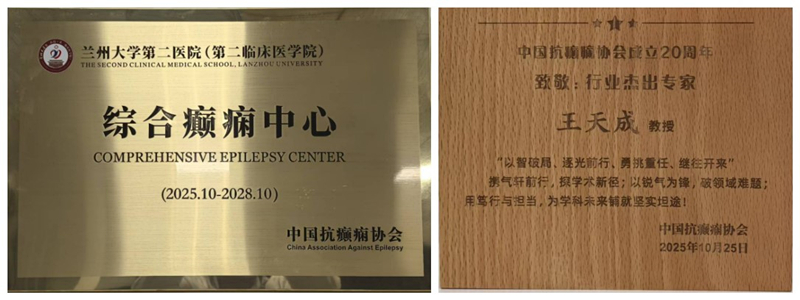 兰州大学第二医院(第二临床医学院)
THE SECOND CLINICAL MEDICAL SCHOOL, LANZHOU UNIVERSITY
综合癫痫中心
COMPREHENSIVE EPILEPSY CENTER
(2025.10-2028.10)
中国抗癫痫协会
China Association Against Epilepsy
中国抗癫痫协会成立20周年
致敬:行业杰出专家
王天成 教授
“以智破局、逐光前行、勇挑重任、继往开来”
携气轩前行,探学术新径;以锐气为锋,破领域难题;
用笃行与担当,为学科未来铺就坚实坦途!
中国抗癫痫协会
2025年10月25日